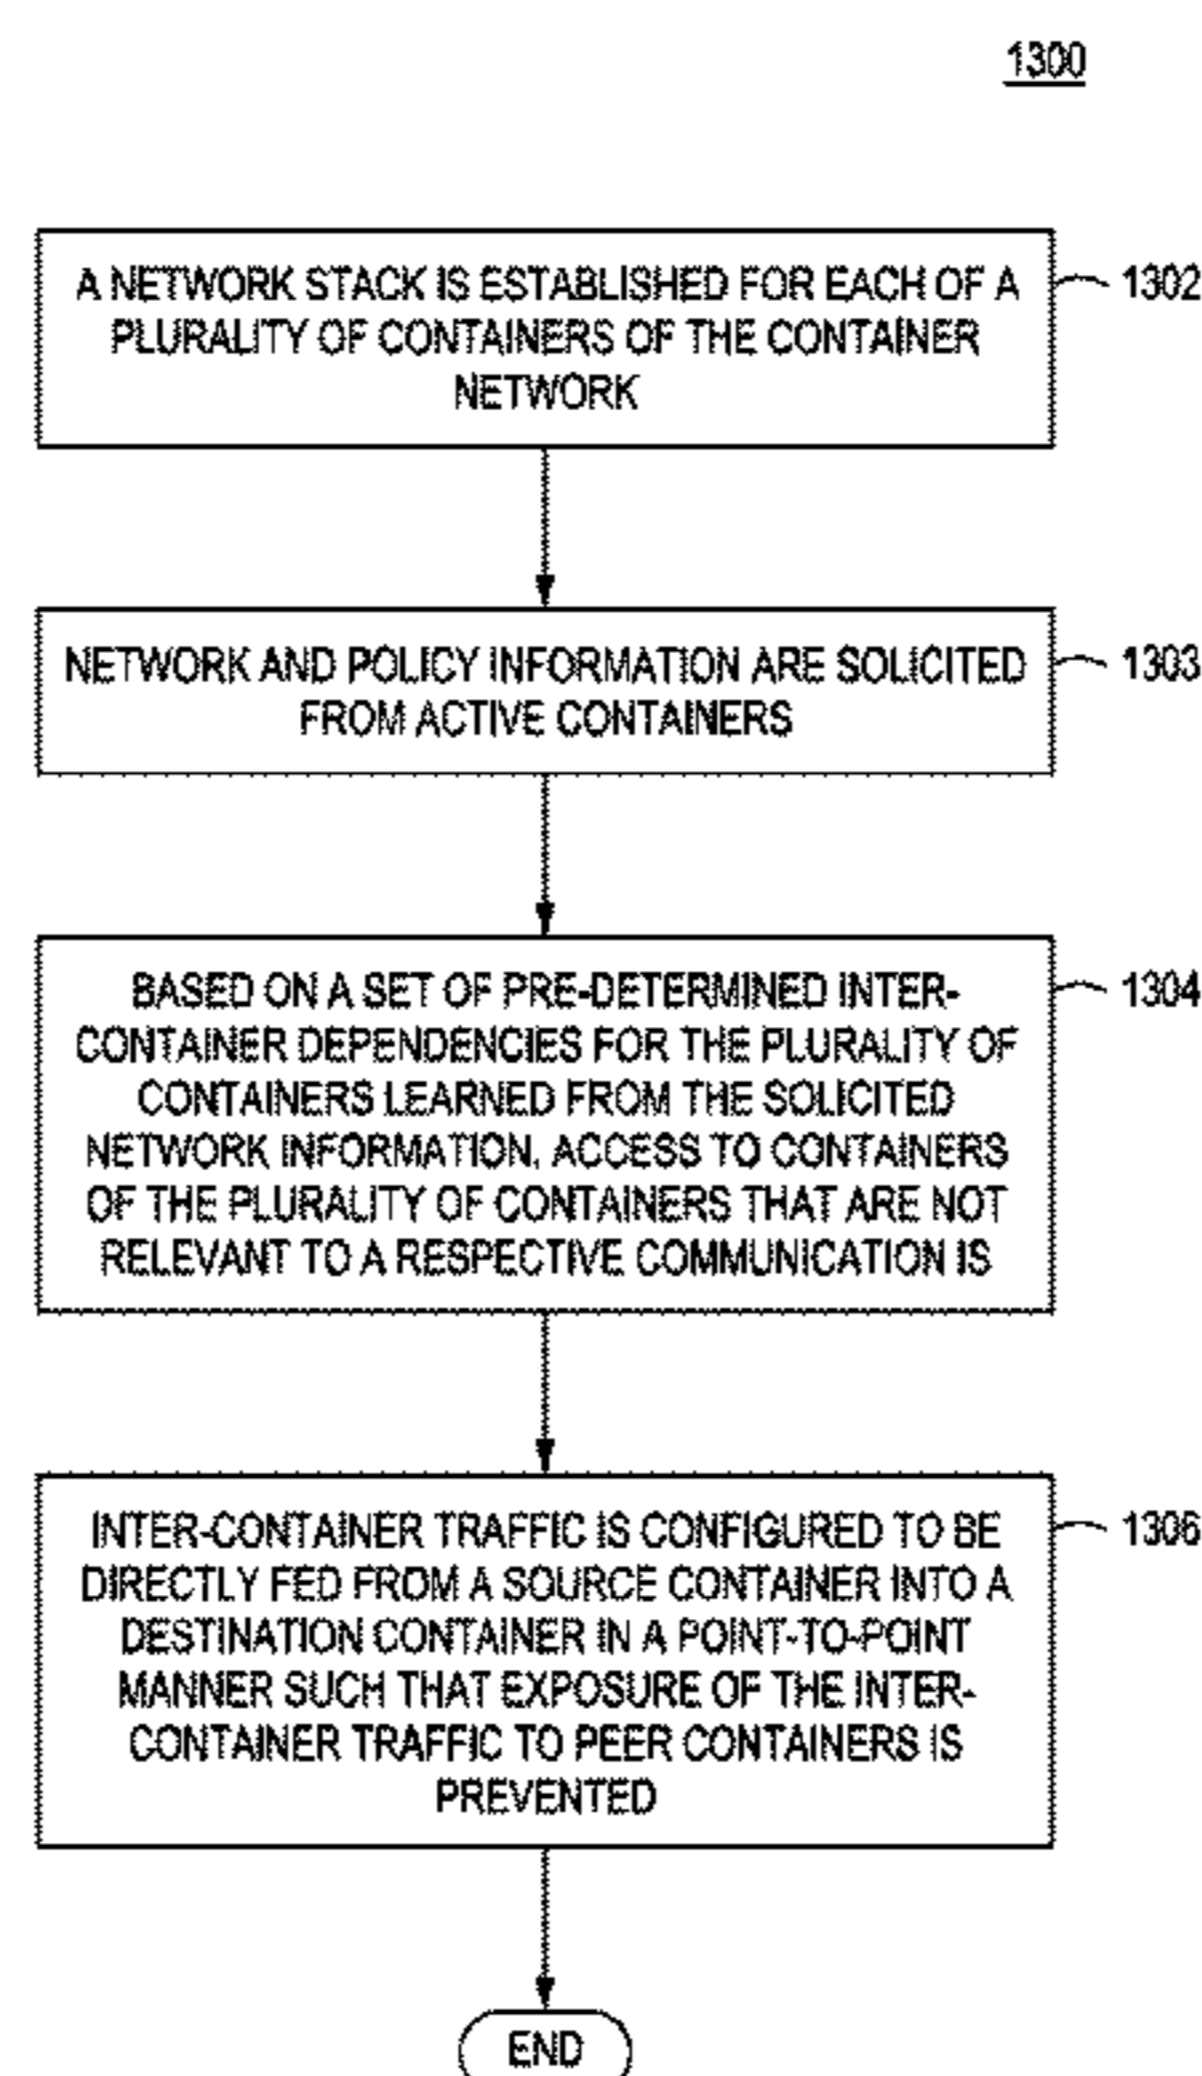 1300
A NETWORK STACK IS ESTABLISHED FOR EACH OF A
PLURALITY OF CONTAINERS OF THE CONTAINER
NETWORK
1302
NETWORK AND POLICY INFORMATION ARE SOLICITED
FROM ACTIVE CONTAINERS
1303
BASED ON A SET OF PRE-DETERMINED INTER-
CONTAINER DEPENDENCIES FOR THE PLURALITY OF
CONTAINERS LEARNED FROM THE SOLICITED
NETWORK INFORMATION, ACCESS TO CONTAINERS
OF THE PLURALITY OF CONTAINERS THAT ARE NOT
RELEVANT TO A RESPECTIVE COMMUNICATION IS
1304
INTER-CONTAINER TRAFFIC IS CONFIGURED TO BE
DIRECTLY FED FROM A SOURCE CONTAINER INTO A
DESTINATION CONTAINER IN A POINT-TO-POINT
MANNER SUCH THAT EXPOSURE OF THE INTER-
CONTAINER TRAFFIC TO PEER CONTAINERS IS
PREVENTED
1306
END